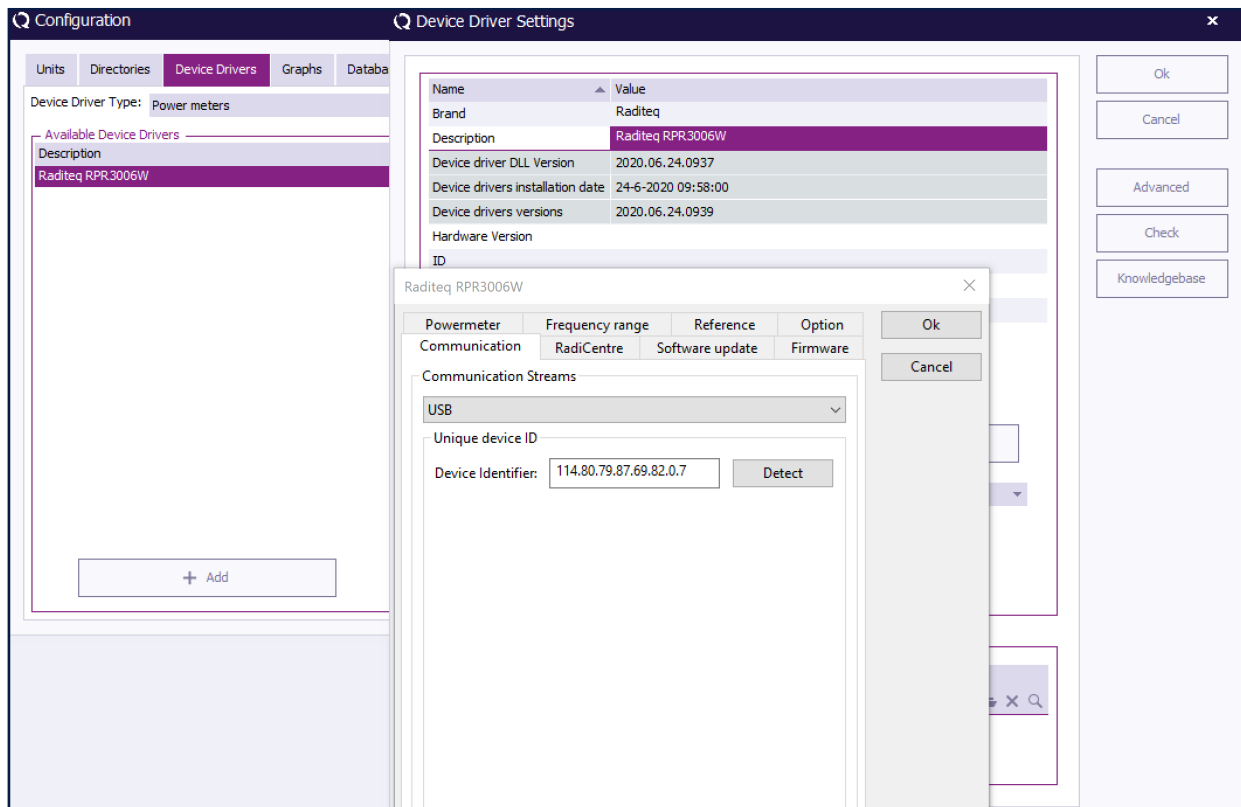 Configuration
Device Driver Settings
Units Directories Device Drivers Graphs Databa
Device Driver Type: Power meters
Available Device Drivers
Description
Raditeq RPR3006W
+ Add
Name Value
Brand Raditeq
Description Raditeq RPR3006W
Device driver DLL Version 2020.06.24.0937
Device drivers installation date 24-6-2020 09:58:00
Device drivers versions 2020.06.24.0939
Hardware Version
ID
Ok
Cancel
Advanced
Check
Knowledgebase
Raditeq RPR3006W
Powermeter Frequency range Reference Option
Communication RadiCentre Software update Firmware
Ok
Cancel
Communication Streams
USB
Unique device ID
Device Identifier: 114.80.79.87.69.82.0.7 Detect